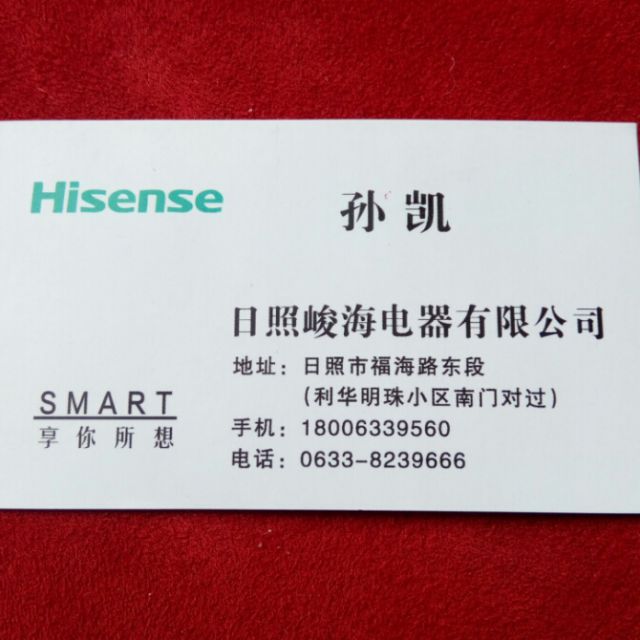 Hisense
孙凯
日照峻海电器有限公司
地址：日照市福海路东段
(利华明珠小区南门对过)
手机：18006339560
电话：0633-8239666
SMART
享你所想